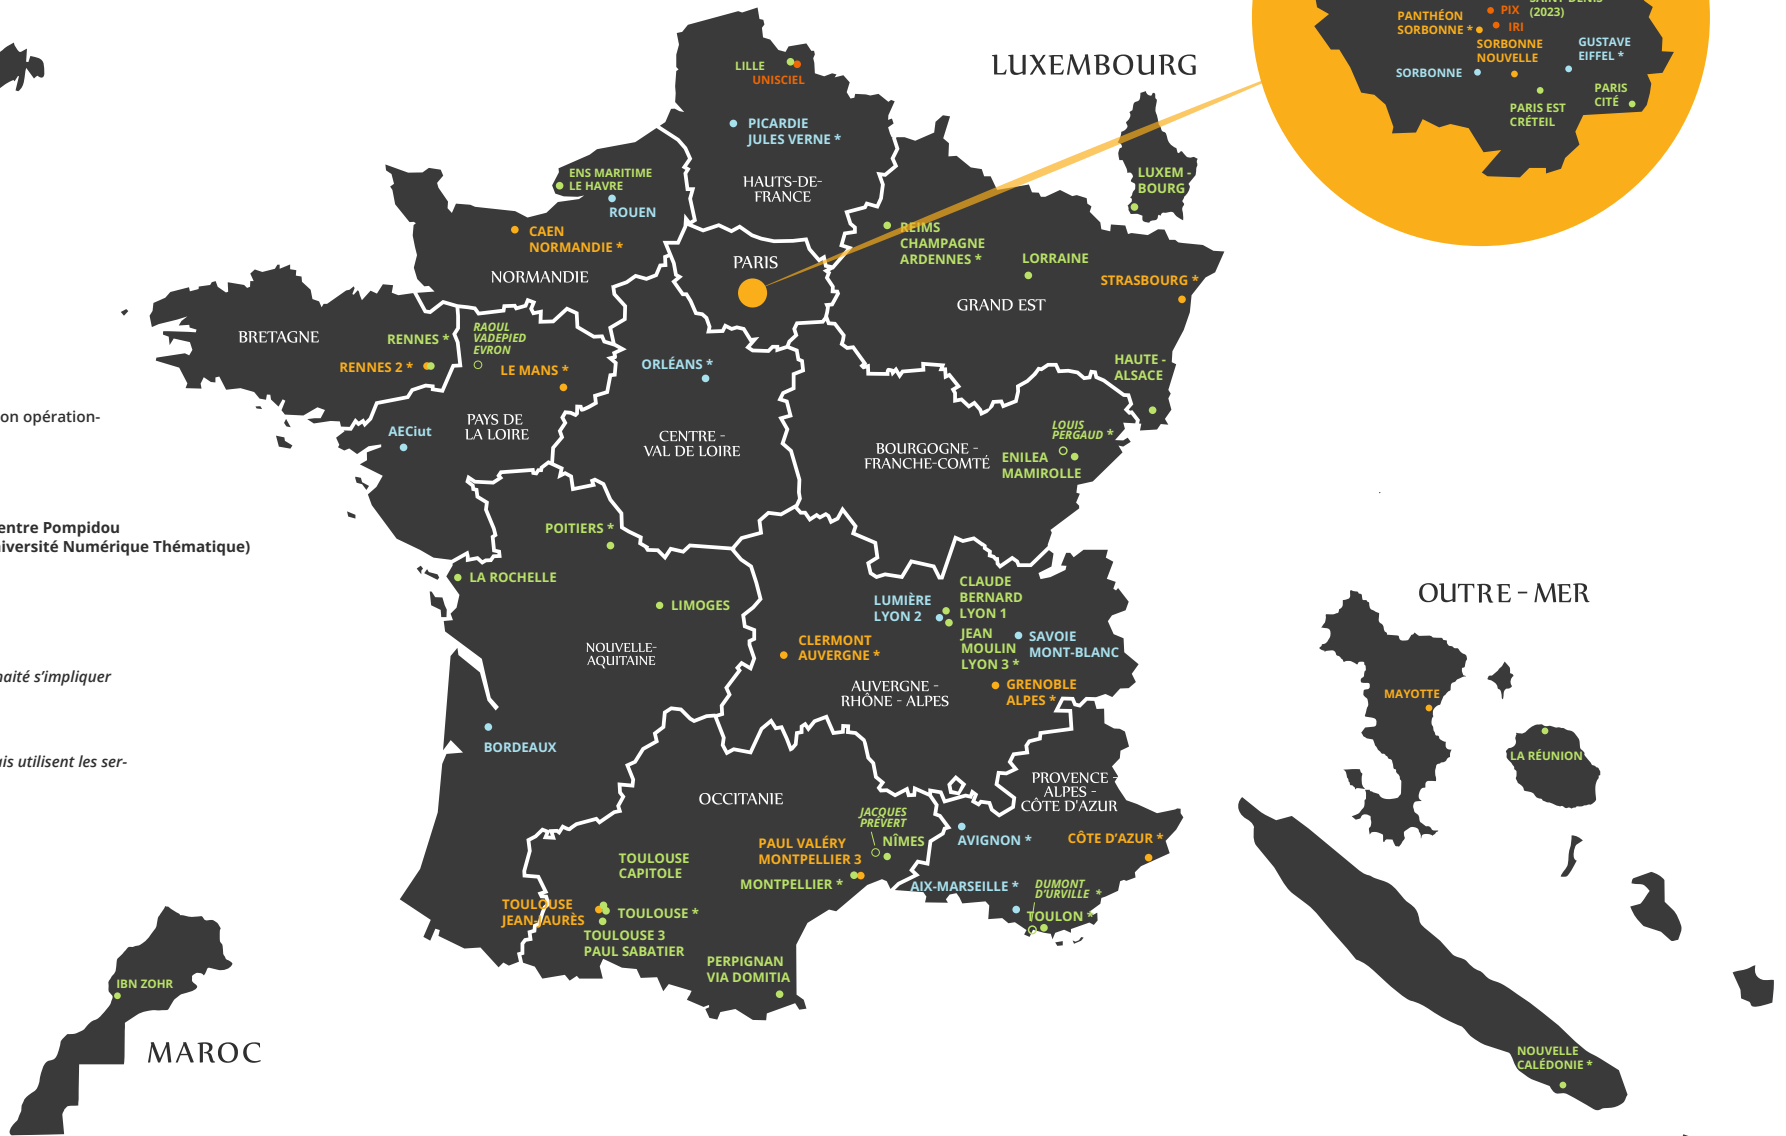 PIX
(2023)
PANTHÉON
SORBONNE *
IRI
SORBONNE
NOUVELLE
GUSTAVE
EIFFEL *
SORBONNE
PARIS
CITÉ
PARIS EST
CRÉTEIL
LUXEMBOURG
LUXEM -
BOURG
LILLE
UNISCIEL
PICARDIE
JULES VERNE *
HAUTS-DE-
FRANCE
ENS MARITIME
LE HAVRE
ROUEN
CAEN
NORMANDIE *
NORMANDIE
PARIS
REIMS
CHAMPAGNE
ARDENNES *
LORRAINE
STRASBOURG *
GRAND EST
HAUTE -
ALSACE
BRETAGNE
RENNES *
RENNES 2 *
RAOUL
VADEPIED
EVRON
LE MANS *
ORLÉANS *
AECiut
PAYS DE
LA LOIRE
CENTRE -
VAL DE LOIRE
BOURGOGNE -
FRANCHE-COMTÉ
LOUIS
PERGAUD *
ENILEA
MAMIROLLE
on opération-
entre Pompidou
iversité Numérique Thématique)
haité s’impliquer
is utilisent les ser-
POITIERS *
LA ROCHELLE
LIMOGES
NOUVELLE-
AQUITAINE
BORDEAUX
CLAUDE
BERNARD
LYON 1
LUMIÈRE
LYON 2
JEAN
MOULIN
LYON 3 *
SAVOIE
MONT-BLANC
CLERMONT
AUVERGNE *
GRENOBLE
ALPES *
AUVERGNE -
RHÔNE - ALPES
OCCITANIE
PROVENCE -
ALPES -
CÔTE D’AZUR
JACQUES
PRÉVERT
NÎMES
PAUL VALÉRY
MONTPELLIER 3
MONTPELLIER *
AVIGNON *
CÔTE D’AZUR *
AIX-MARSEILLE *
DUMONT
D’URVILLE *
TOULON *
TOULOUSE
CAPITOLE
TOULOUSE
JEAN-JAURÈS
TOULOUSE *
TOULOUSE 3
PAUL SABATIER
PERPIGNAN
VIA DOMITIA
OUTRE - MER
MAYOTTE
LA RÉUNION
NOUVELLE
CALÉDONIE *
IBN ZOHR
MAROC